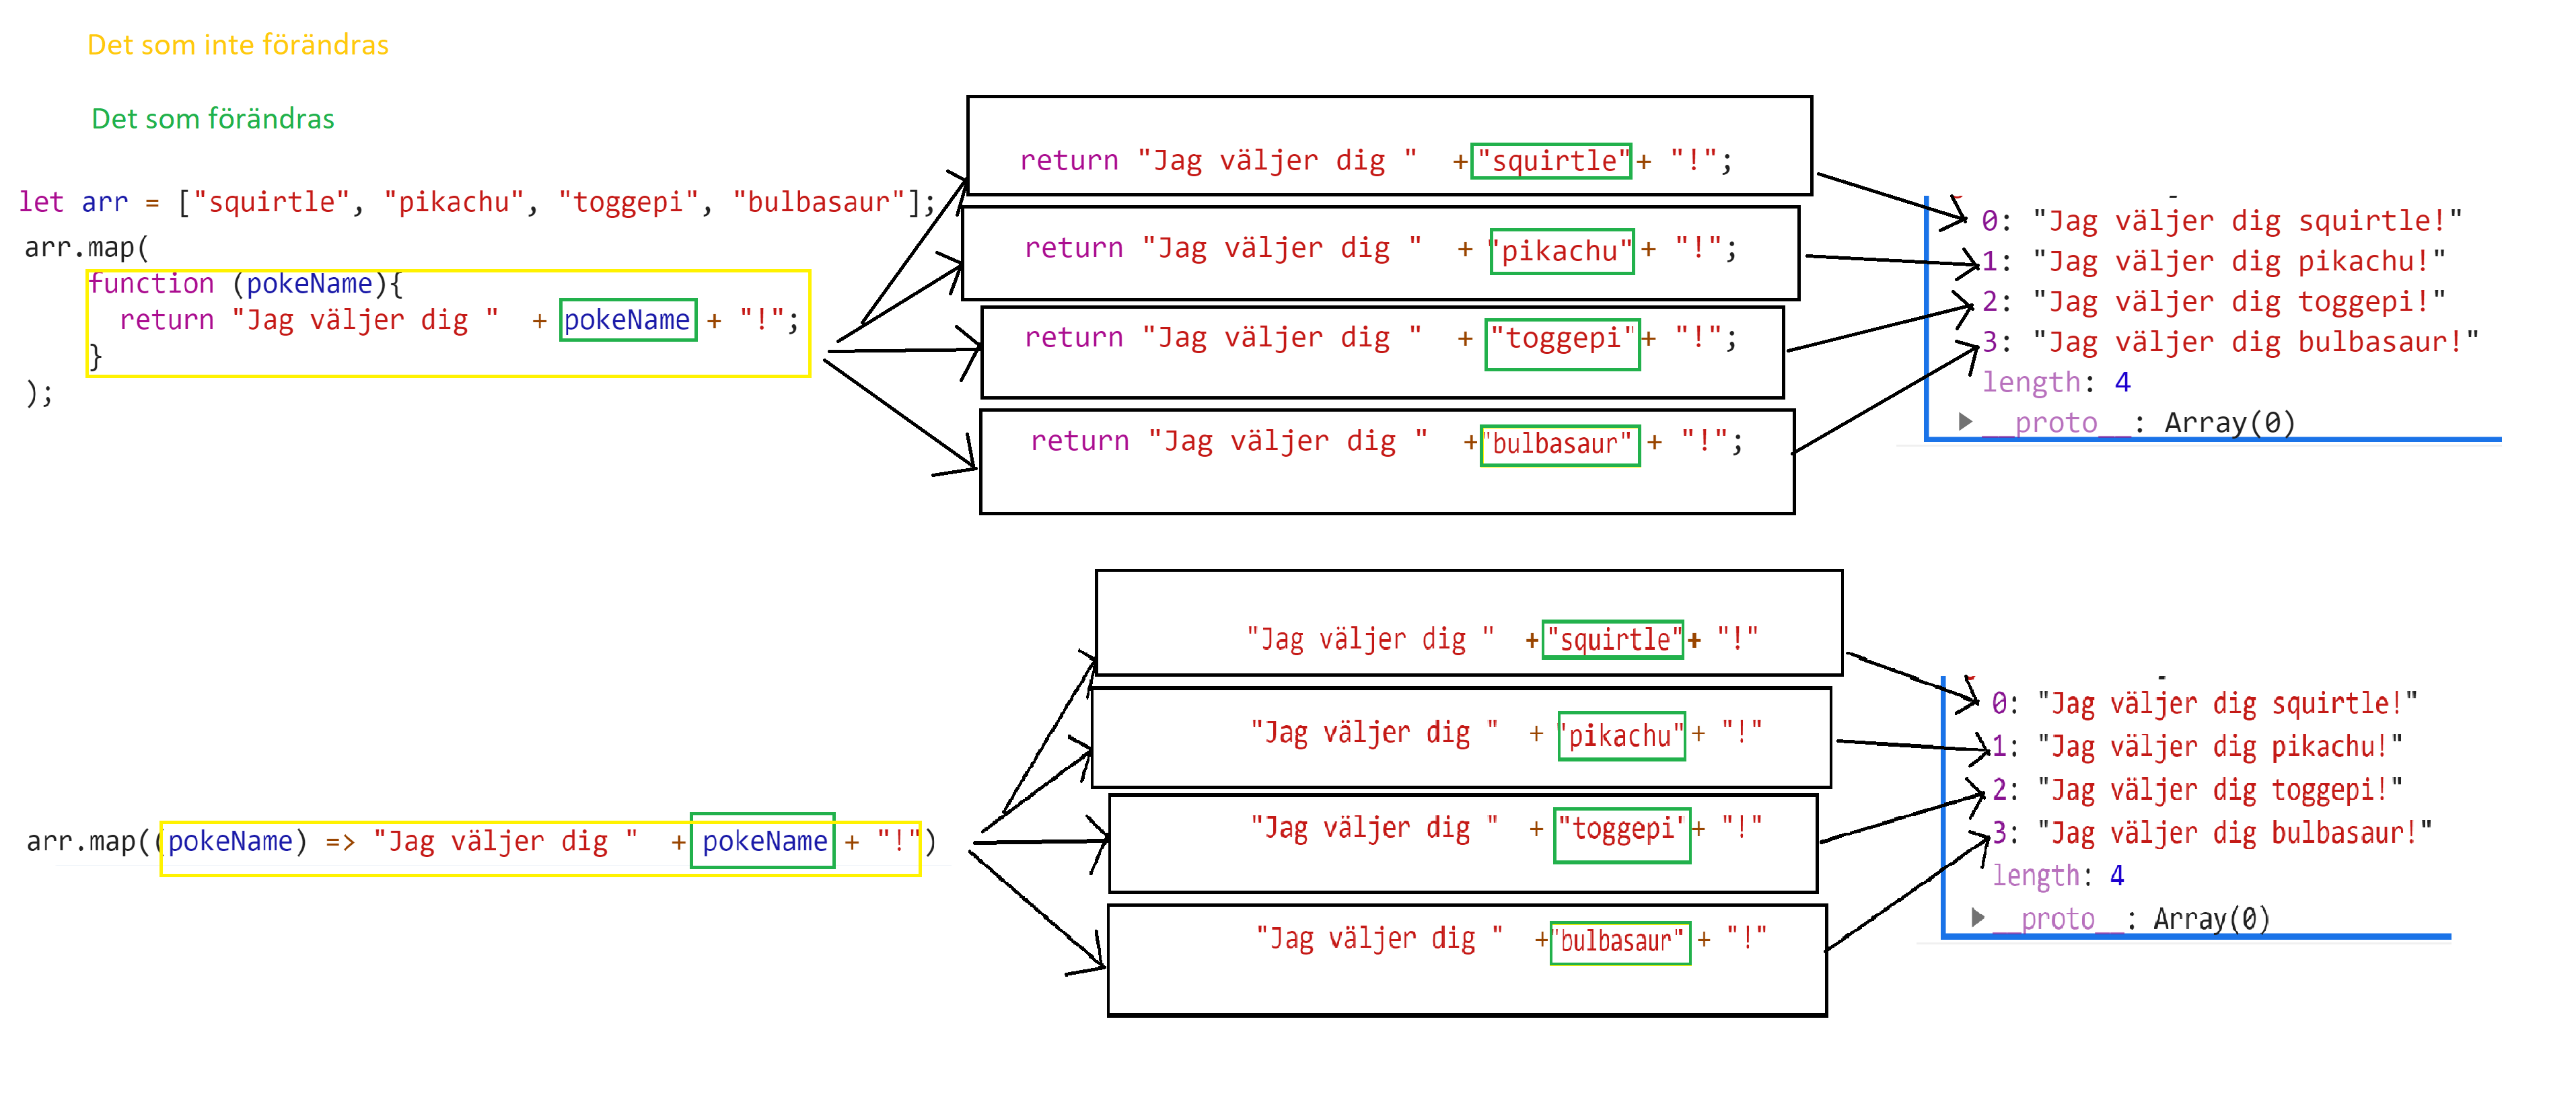 Det som inte förändras
Det som förändras
let arr = ["squirtle", "pikachu", "toggepi", "bulbasaur"];
arr.map(
function (pokeName){
return "Jag väljer dig " + pokeName + "!";
}
);
return "Jag väljer dig " + "squirtle" + "!";
return "Jag väljer dig " + "pikachu" + "!";
return "Jag väljer dig " + "toggepi" + "!";
return "Jag väljer dig " + "bulbasaur" + "!";
0: "Jag väljer dig squirtle!"
1: "Jag väljer dig pikachu!"
2: "Jag väljer dig toggepi!"
3: "Jag väljer dig bulbasaur!"
length: 4
▶ __proto__: Array(0)
arr.map((pokeName) => "Jag väljer dig " + pokeName + "!")
"Jag väljer dig " + "squirtle" + "!"
"Jag väljer dig " + "pikachu" + "!"
"Jag väljer dig " + "toggepi' + "!"
"Jag väljer dig " + "bulbasaur" + "!"
0: "Jag väljer dig squirtle!"
1: "Jag väljer dig pikachu!"
2: "Jag väljer dig toggepi!"
3: "Jag väljer dig bulbasaur!"
length: 4
▶ __proto__: Array(0)